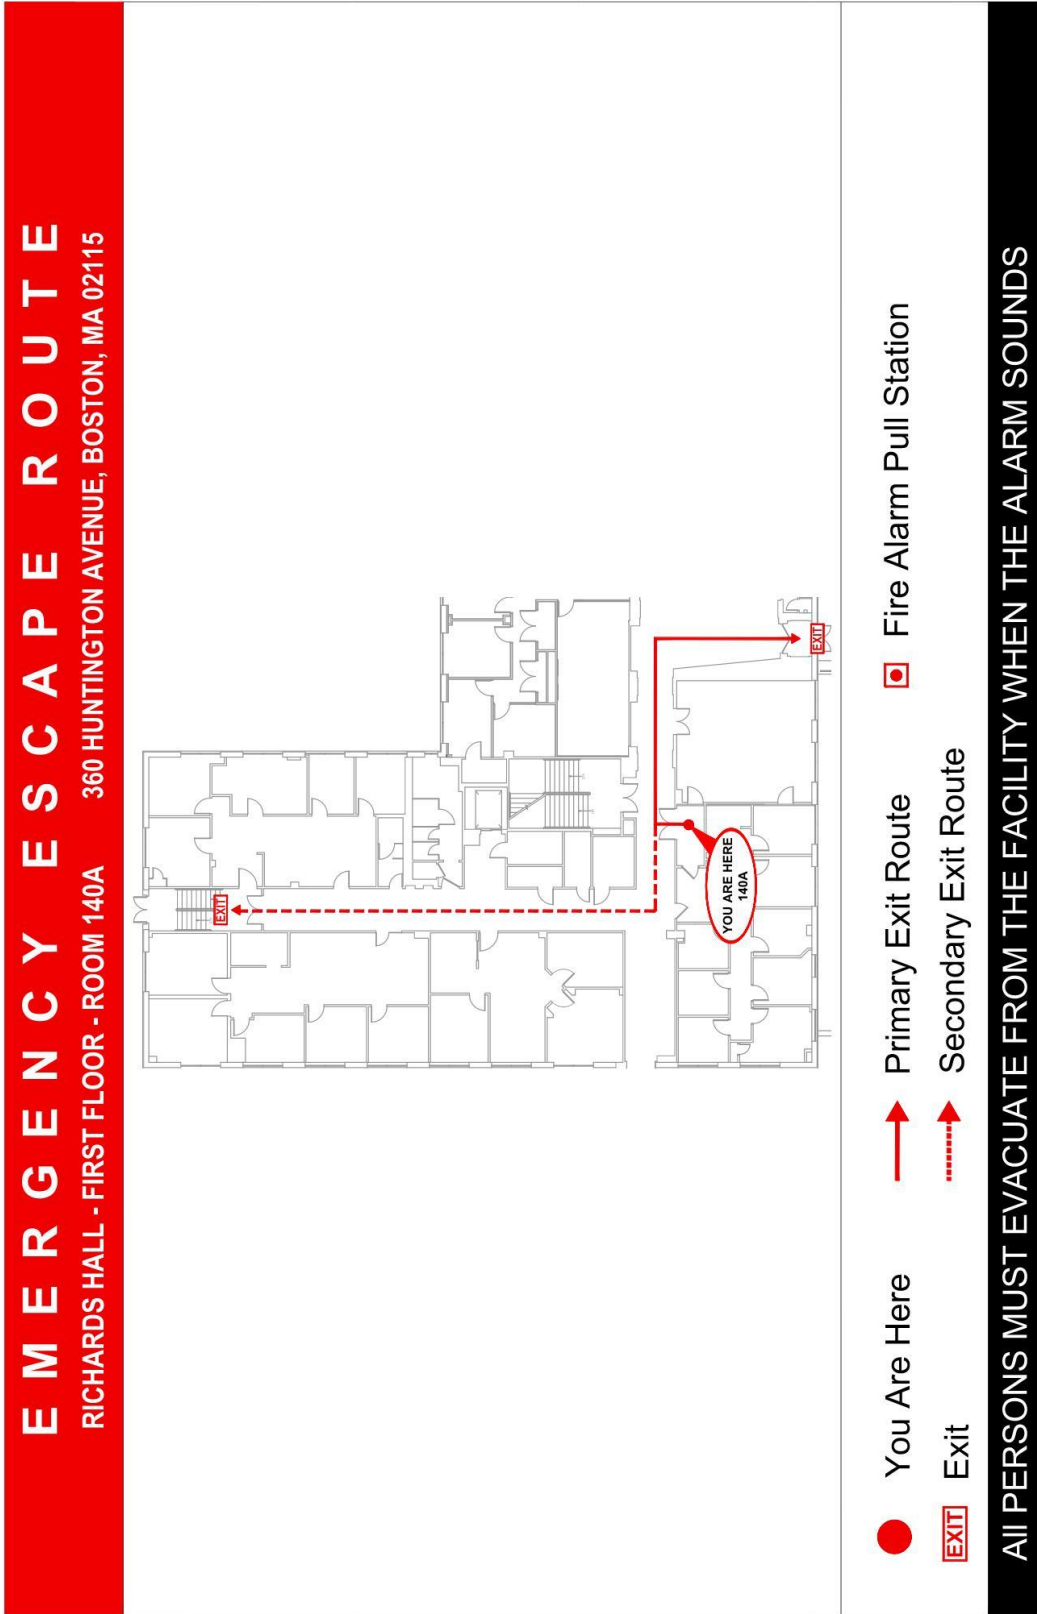 EMERGENCY ESCAPE ROUTE
RICHARDS HALL - FIRST FLOOR - ROOM 140A 360 HUNTINGTON AVENUE, BOSTON, MA 02115
EXIT
YOU ARE HERE
140A
EXIT
You Are Here
Primary Exit Route
Fire Alarm Pull Station
EXIT Exit
Secondary Exit Route
All PERSONS MUST EVACUATE FROM THE FACILITY WHEN THE ALARM SOUNDS